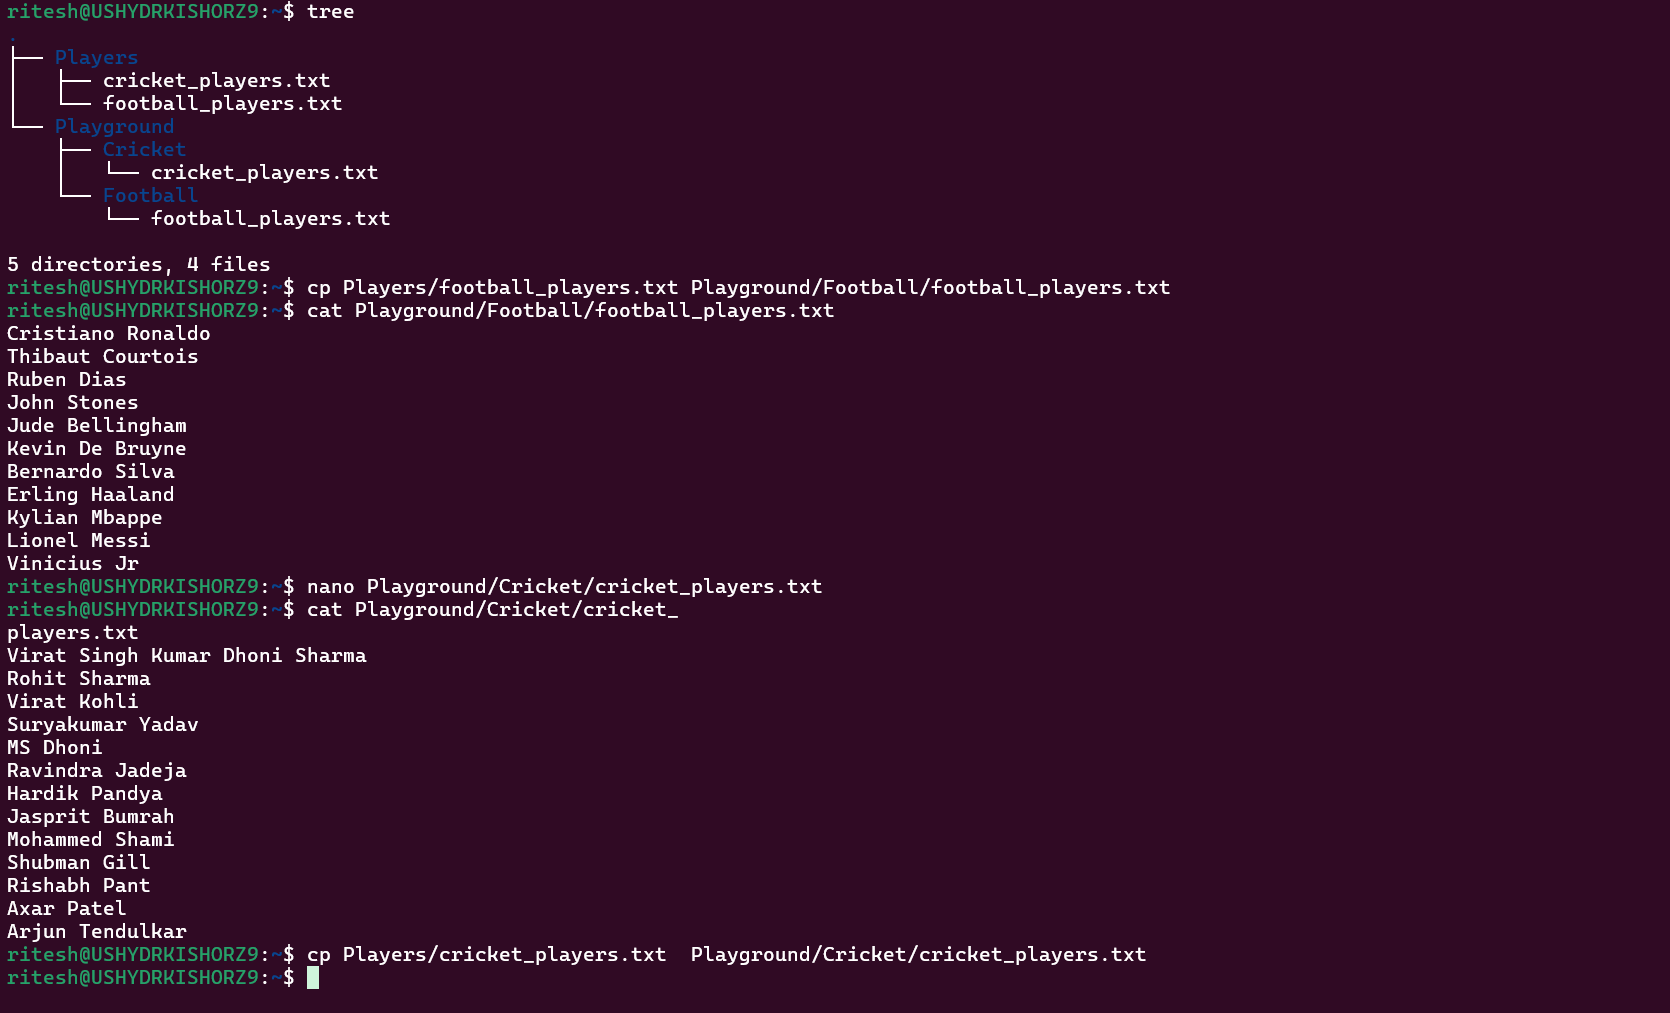 ritesh@USHYDRKISHORZ9:~$ tree
.
├── Players
│   ├── cricket_players.txt
│   └── football_players.txt
└── Playground
    ├── Cricket
    │   └── cricket_players.txt
    └── Football
        └── football_players.txt

5 directories, 4 files
ritesh@USHYDRKISHORZ9:~$ cp Players/football_players.txt Playground/Football/football_players.txt
ritesh@USHYDRKISHORZ9:~$ cat Playground/Football/football_players.txt
Cristiano Ronaldo
Thibaut Courtois
Ruben Dias
John Stones
Jude Bellingham
Kevin De Bruyne
Bernardo Silva
Erling Haaland
Kylian Mbappe
Lionel Messi
Vinicius Jr
ritesh@USHYDRKISHORZ9:~$ nano Playground/Cricket/cricket_players.txt
ritesh@USHYDRKISHORZ9:~$ cat Playground/Cricket/cricket_
players.txt
Virat Singh Kumar Dhoni Sharma
Rohit Sharma
Virat Kohli
Suryakumar Yadav
MS Dhoni
Ravindra Jadeja
Hardik Pandya
Jasprit Bumrah
Mohammed Shami
Shubman Gill
Rishabh Pant
Axar Patel
Arjun Tendulkar
ritesh@USHYDRKISHORZ9:~$ cp Players/cricket_players.txt  Playground/Cricket/cricket_players.txt
ritesh@USHYDRKISHORZ9:~$